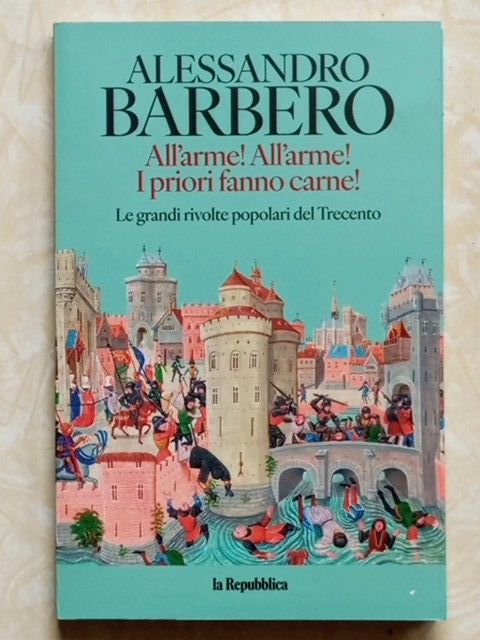 ALESSANDRO
BARBERO
All'arme! All'arme!
I priori fanno carne!
Le grandi rivolte popolari del Trecento
la Repubblica